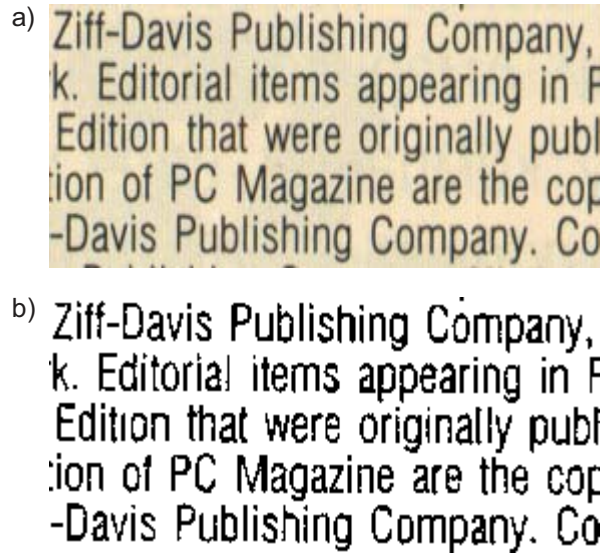 a)
Ziff-Davis Publishing Company,
k. Editorial items appearing in F
Edition that were originally publ
ion of PC Magazine are the cop
-Davis Publishing Company. Co
b)
Ziff-Davis Publishing Company,
k. Editorial items appearing in F
Edition that were originally publ
ion of PC Magazine are the cop
-Davis Publishing Company. Co